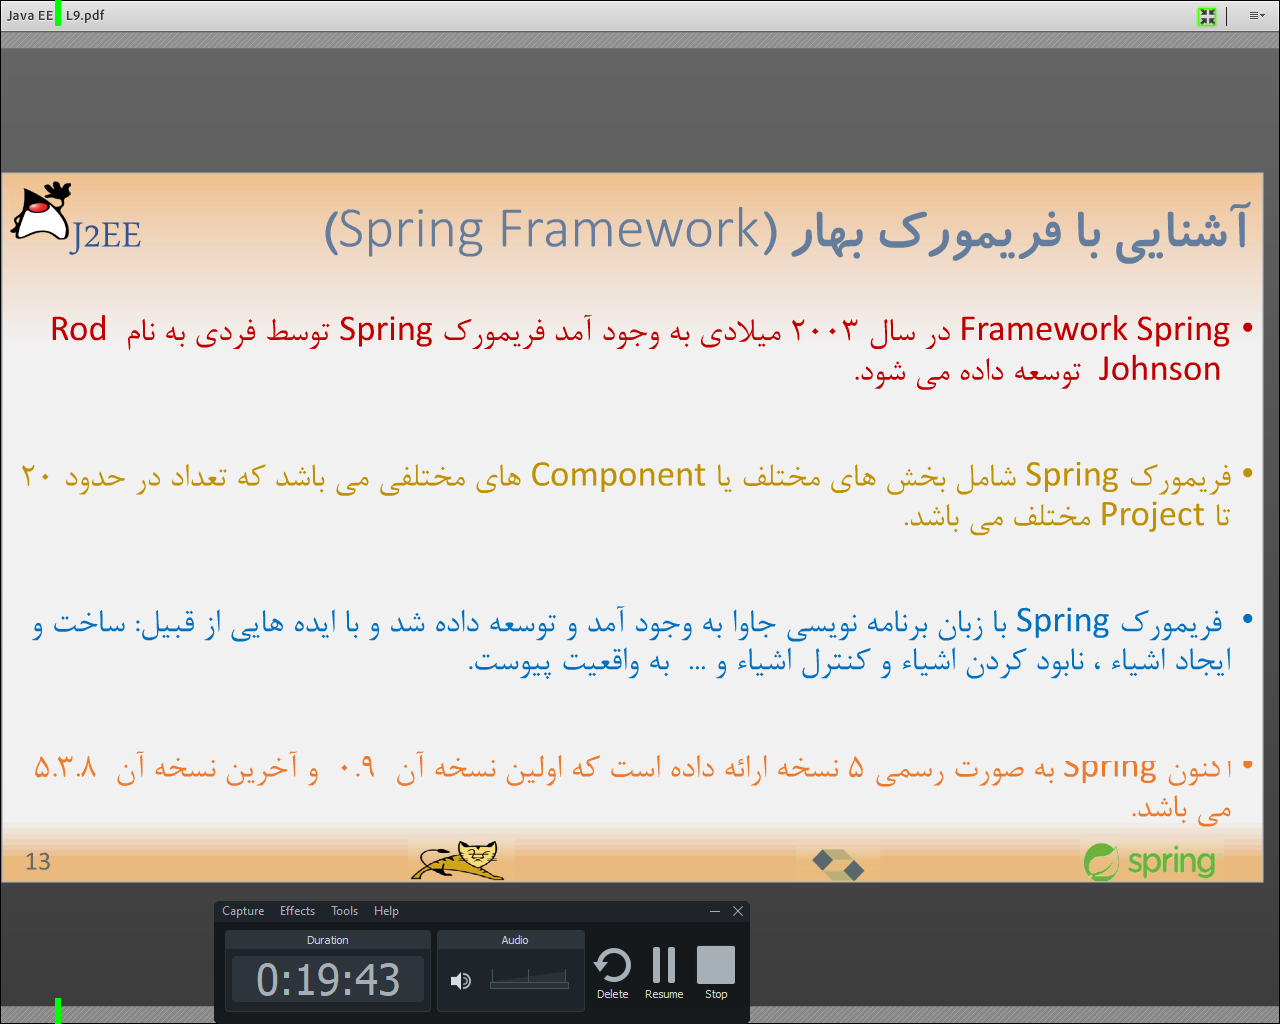 Java EE L9.pdf
J2EE
آشنایی با فریمورک بهار (Spring Framework)
• Framework Spring در سال ۲۰۰۳ میلادی به وجود آمد فریمورک Spring توسط فردی به نام Rod
Johnson توسعه داده می شود.
• فریمورک Spring شامل بخش های مختلف یا Component های مختلفی می باشد که تعداد در حدود ۲۰
تا Project مختلف می باشد.
• فریمورک Spring با زبان برنامه نویسی جاوا به وجود آمد و توسعه داده شد و با ایده هایی از قبیل: ساخت و
ایجاد اشیاء ، نابود کردن اشیاء و کنترل اشیاء و ... به واقعیت پیوست.
• اکنون Spring به صورت رسمی ۵ نسخه ارائه داده است که اولین نسخه آن ۰.۹ و آخرین نسخه آن ۵.۳.۸
می باشد.
13
spring
Capture Effects Tools Help
Duration
Audio
0:19:43
Delete Resume Stop